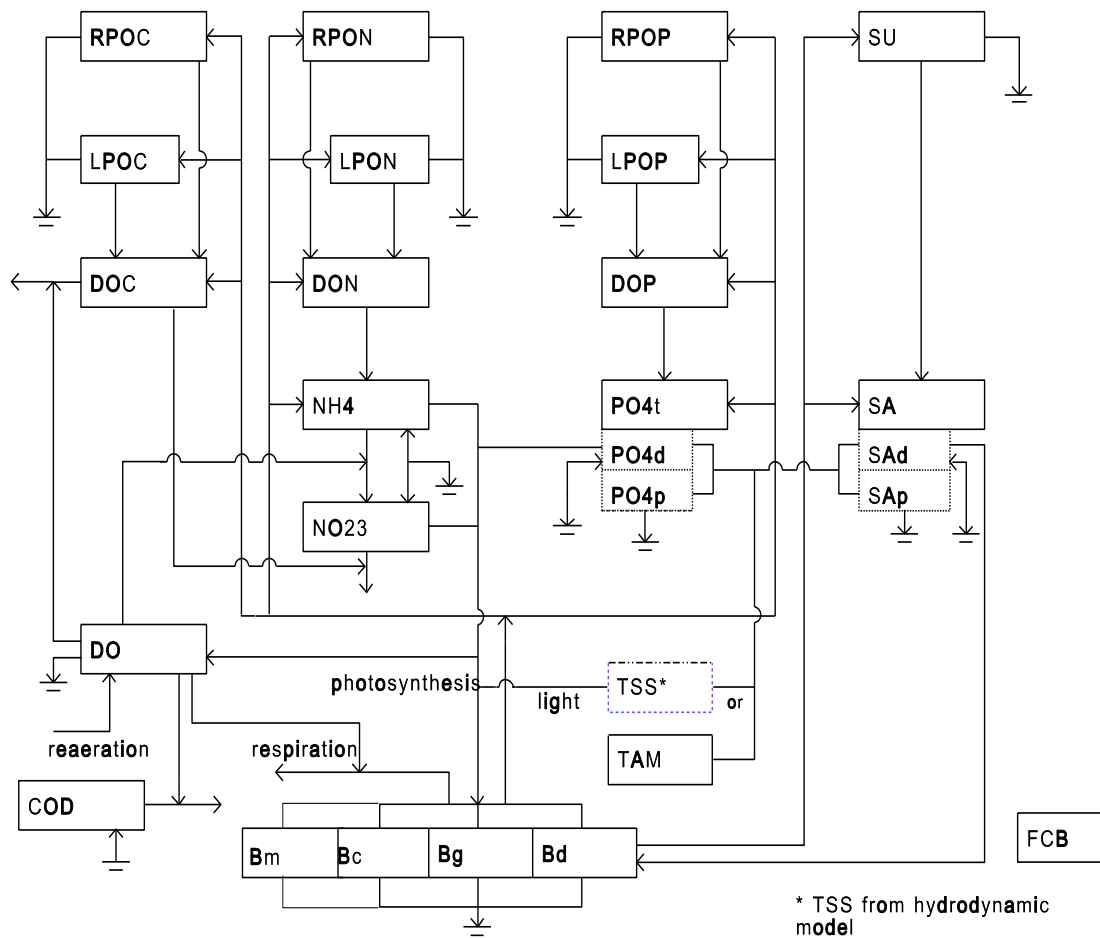 RPOC
RPON
RPOP
SU
LPOC
LPON
LPOP
DOC
DON
DOP
NH4
PO4t
SA
PO4d
SAd
PO4p
SAp
NO23
DO
photosynthesis
light
TSS*
or
reaeration
respiration
TAM
COD
Bm
Bc
Bg
Bd
FCB
* TSS from hydrodynamic
model